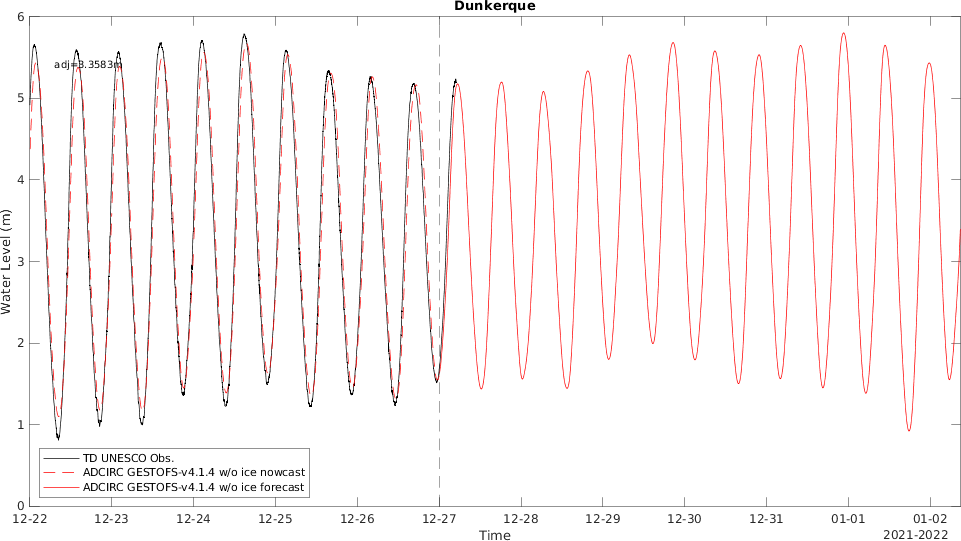 Dunkerque
6
adj=3.3583m
5
4
3
2
1
0
Water Level (m)
TD UNESCO Obs.
ADCIRC GESTOFS-v4.1.4 w/o ice nowcast
ADCIRC GESTOFS-v4.1.4 w/o ice forecast
12-22 12-23 12-24 12-25 12-26 12-27 12-28 12-29 12-30 12-31 01-01 01-02
Time
2021-2022